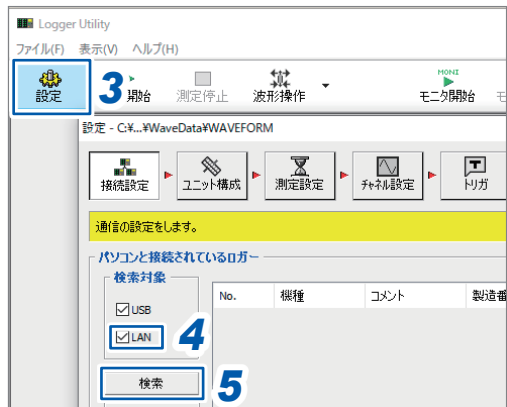 Logger Utility
ファイル(F) 表示(V) ヘルプ(H)
設定 3 開始 測定停止 波形操作 MONI モニタ開始 モ
設定 - C:¥...¥WaveData¥WAVEFORM
接続設定 ユニット構成 測定設定 チャネル設定 トリガ
通信の設定をします。
パソコンと接続されているロガー
検索対象
No. 機種 コメント 製造番
USB
LAN 4
検索 5